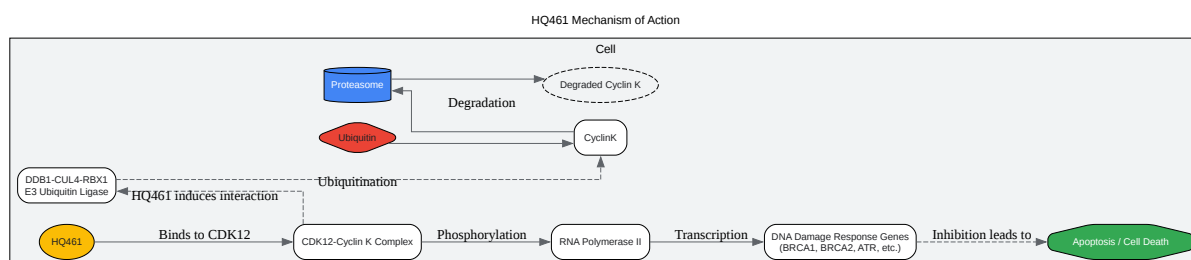 HQ461 Mechanism of Action
Cell
Proteasome
Degraded Cyclin K
Degradation
Ubiquitin
CyclinK
DDB1-CUL4-RBX1
E3 Ubiquitin Ligase
Ubiquitination
HQ461 induces interaction
HQ461
Binds to CDK12
CDK12-Cyclin K Complex
Phosphorylation
RNA Polymerase II
Transcription
DNA Damage Response Genes
(BRCA1, BRCA2, ATR, etc.)
Inhibition leads to
Apoptosis / Cell Death